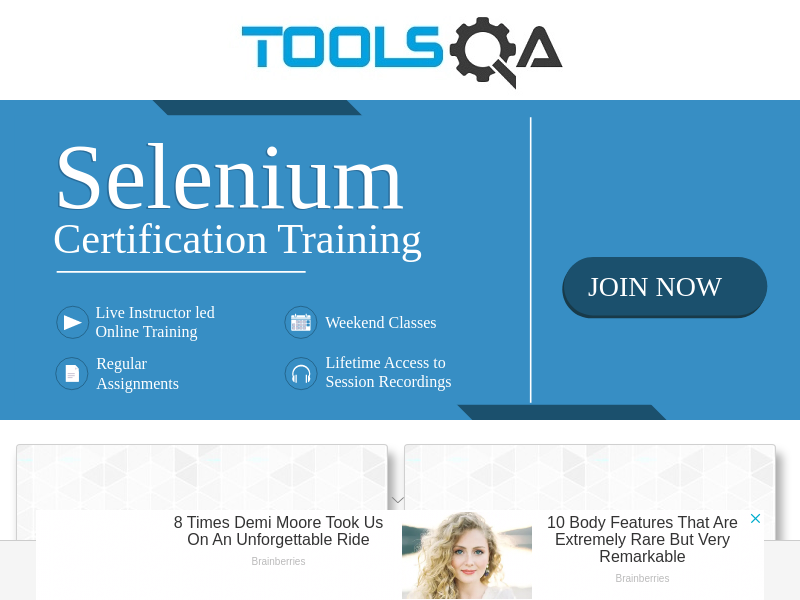 TOOLSQA
Selenium
Certification Training
Live Instructor led
Online Training
Weekend Classes
Regular
Assignments
Lifetime Access to
Session Recordings
JOIN NOW
8 Times Demi Moore Took Us
On An Unforgettable Ride
Brainberries
10 Body Features That Are
Extremely Rare But Very
Remarkable
Brainberries